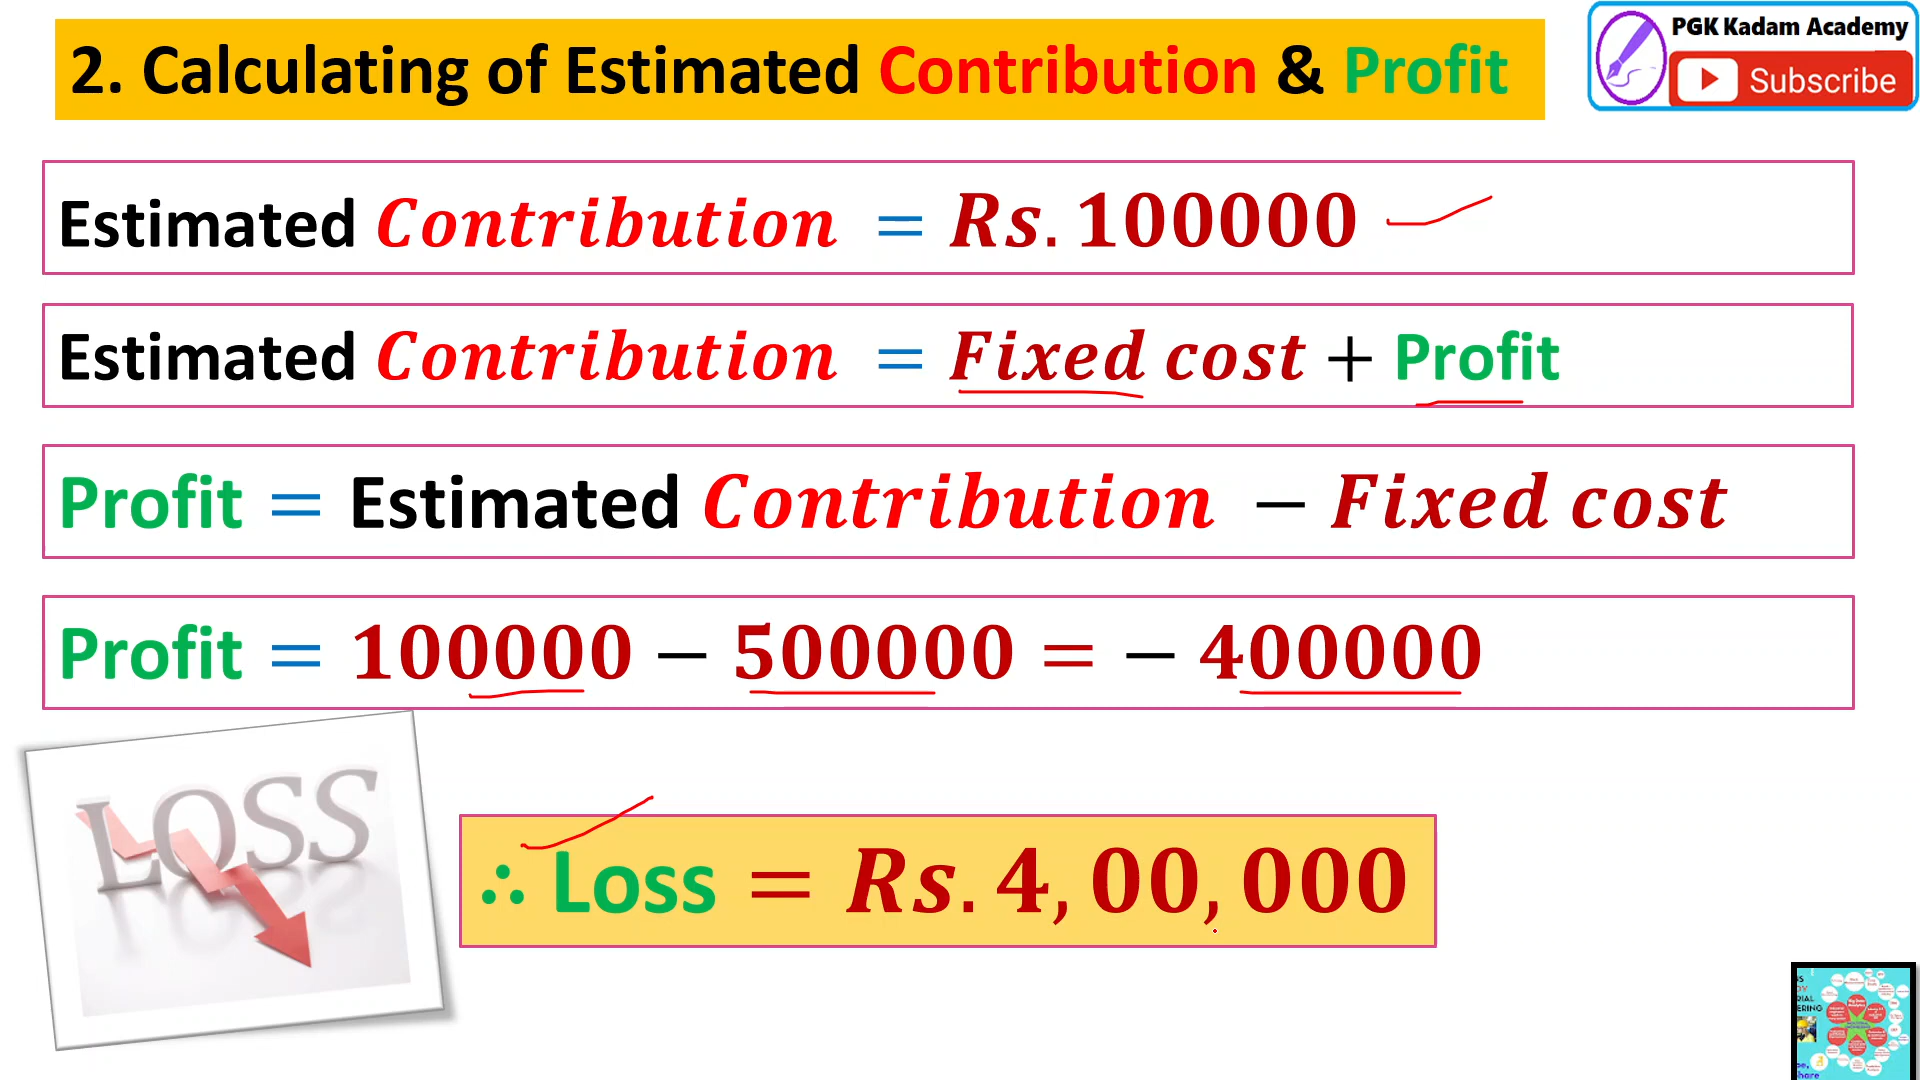 2. Calculating of Estimated Contribution & Profit
PGK Kadam Academy
Subscribe
Estimated Contribution = Rs. 100000
Estimated Contribution = Fixed cost + Profit
Profit = Estimated Contribution − Fixed cost
Profit = 100000 − 500000 = − 400000
LOSS
∴ Loss = Rs. 4,00,000